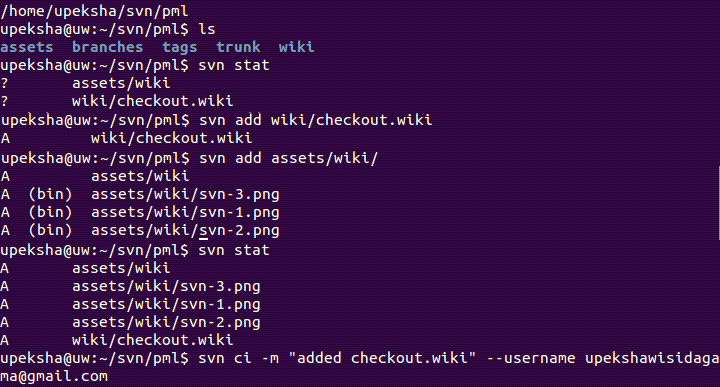 /home/upeksha/svn/pml
upeksha@uw:~/svn/pml$ ls
assets  branches  tags  trunk  wiki
upeksha@uw:~/svn/pml$ svn stat
?       assets/wiki
?       wiki/checkout.wiki
upeksha@uw:~/svn/pml$ svn add wiki/checkout.wiki
A         wiki/checkout.wiki
upeksha@uw:~/svn/pml$ svn add assets/wiki/
A         assets/wiki
A  (bin)  assets/wiki/svn-3.png
A  (bin)  assets/wiki/svn-1.png
A  (bin)  assets/wiki/svn-2.png
upeksha@uw:~/svn/pml$ svn stat
A       assets/wiki
A       assets/wiki/svn-3.png
A       assets/wiki/svn-1.png
A       assets/wiki/svn-2.png
A       wiki/checkout.wiki
upeksha@uw:~/svn/pml$ svn ci -m "added checkout.wiki" --username upekshawisidaga
ma@gmail.com